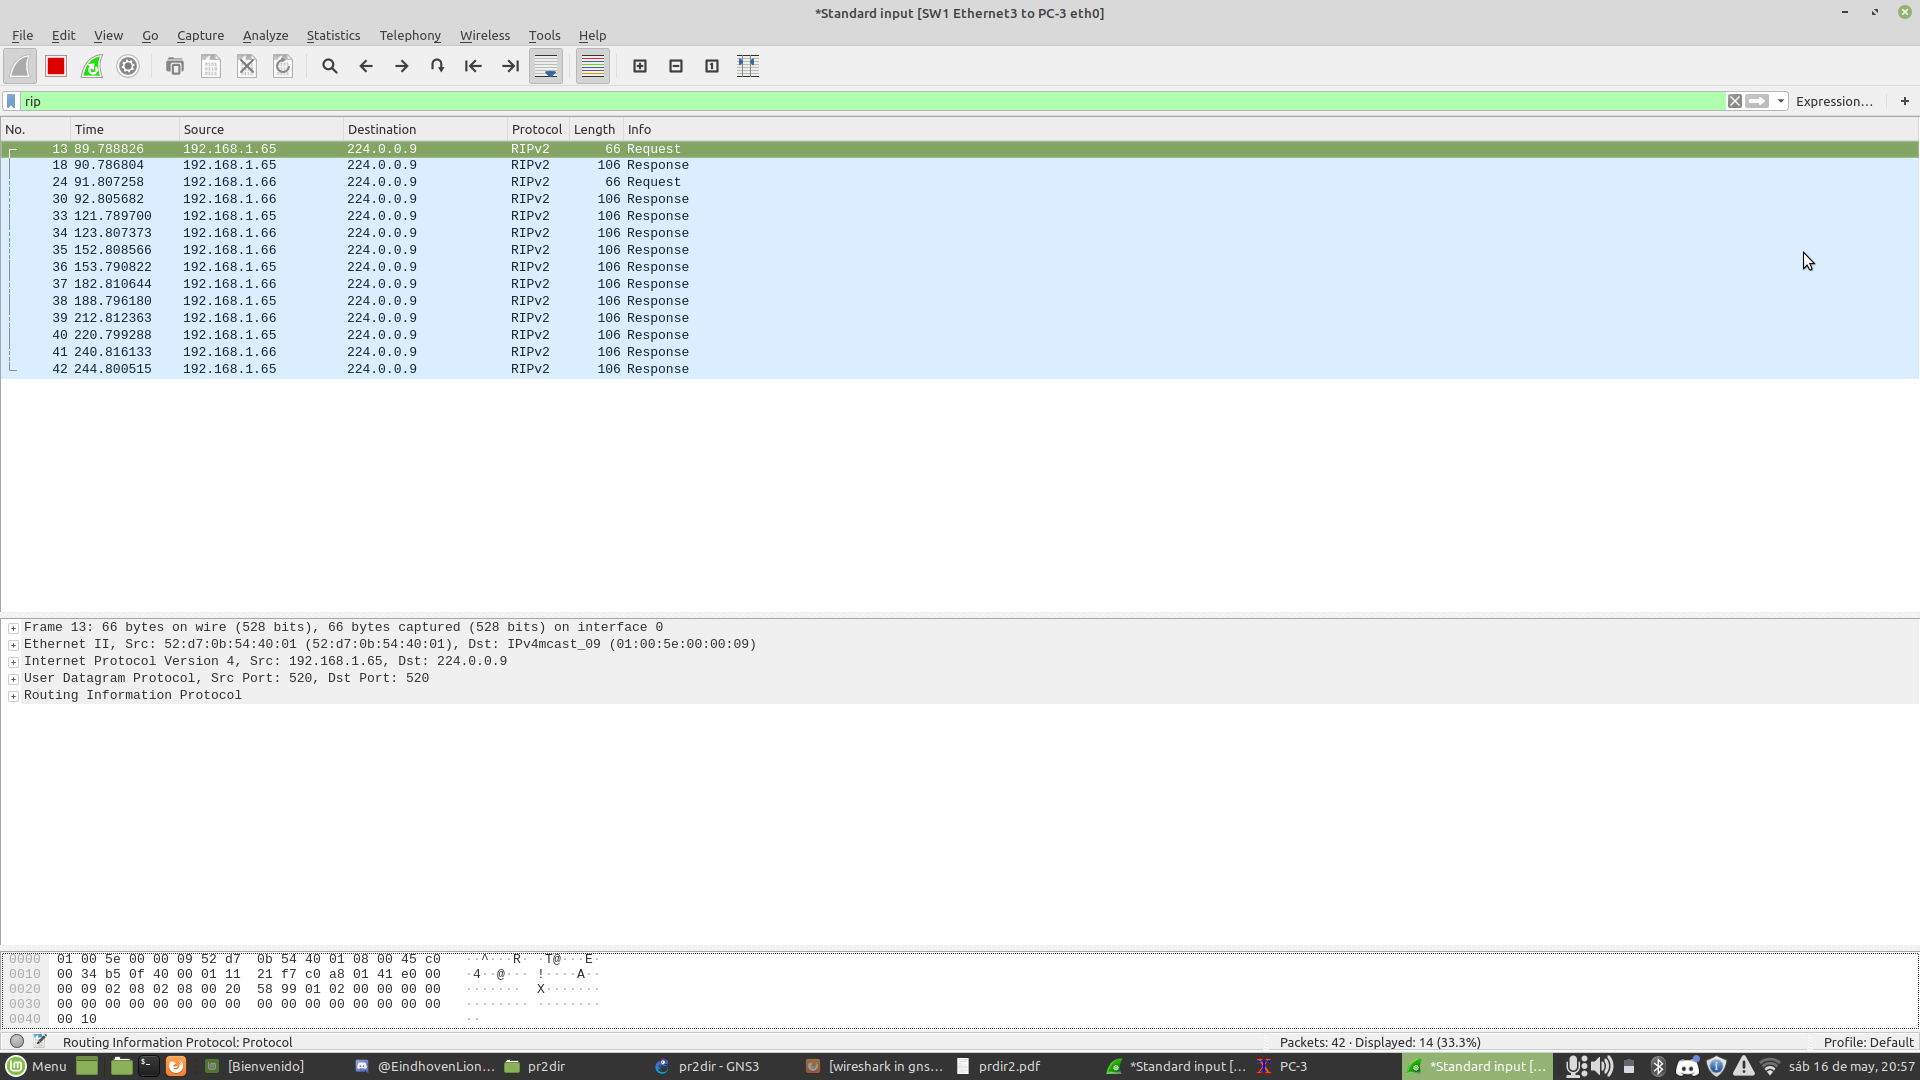 *Standard input [SW1 Ethernet3 to PC-3 eth0]
File Edit View Go Capture Analyze Statistics Telephony Wireless Tools Help
rip Expression… +
No. Time Source Destination Protocol Length Info
13 89.788826 192.168.1.65 224.0.0.9 RIPv2 66 Request
18 90.786804 192.168.1.65 224.0.0.9 RIPv2 106 Response
24 91.807258 192.168.1.66 224.0.0.9 RIPv2 66 Request
30 92.805682 192.168.1.66 224.0.0.9 RIPv2 106 Response
33 121.789700 192.168.1.65 224.0.0.9 RIPv2 106 Response
34 123.807373 192.168.1.66 224.0.0.9 RIPv2 106 Response
35 152.808566 192.168.1.66 224.0.0.9 RIPv2 106 Response
36 153.790822 192.168.1.65 224.0.0.9 RIPv2 106 Response
37 182.810644 192.168.1.66 224.0.0.9 RIPv2 106 Response
38 188.796180 192.168.1.65 224.0.0.9 RIPv2 106 Response
39 212.812363 192.168.1.66 224.0.0.9 RIPv2 106 Response
40 220.799288 192.168.1.65 224.0.0.9 RIPv2 106 Response
41 240.816133 192.168.1.66 224.0.0.9 RIPv2 106 Response
42 244.800515 192.168.1.65 224.0.0.9 RIPv2 106 Response
Frame 13: 66 bytes on wire (528 bits), 66 bytes captured (528 bits) on interface 0
Ethernet II, Src: 52:d7:0b:54:40:01 (52:d7:0b:54:40:01), Dst: IPv4mcast_09 (01:00:5e:00:00:09)
Internet Protocol Version 4, Src: 192.168.1.65, Dst: 224.0.0.9
User Datagram Protocol, Src Port: 520, Dst Port: 520
Routing Information Protocol
0000 01 00 5e 00 00 09 52 d7 0b 54 40 01 08 00 45 c0 ··^···R· ·T@···E·
0010 00 34 b5 0f 40 00 01 11 21 f7 c0 a8 01 41 e0 00 ·4··@··· !····A··
0020 00 09 02 08 02 08 00 20 58 99 01 02 00 00 00 00 ······· X·······
0030 00 00 00 00 00 00 00 00 00 00 00 00 00 00 00 00 ········ ········
0040 00 10 ··
Routing Information Protocol: Protocol Packets: 42 · Displayed: 14 (33.3%) Profile: Default
Menu [Bienvenido] @EindhovenLion... pr2dir pr2dir - GNS3 [wireshark in gns... prdir2.pdf *Standard input [... PC-3 *Standard input [... sáb 16 de may, 20:57